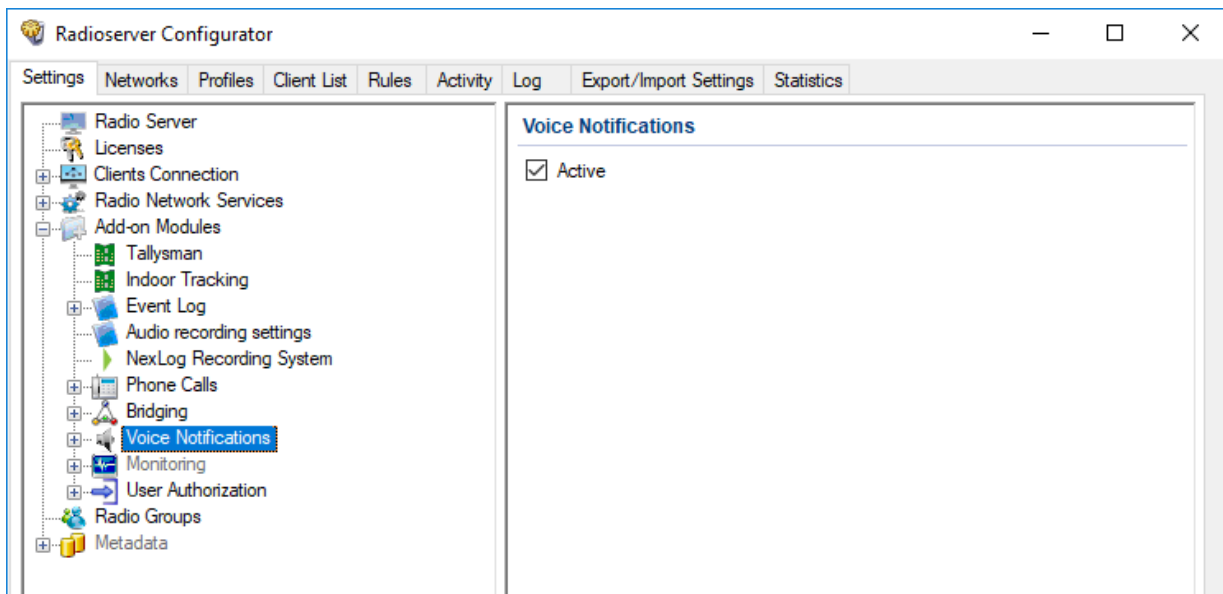 Radioserver Configurator
Settings Networks Profiles Client List Rules Activity Log Export/Import Settings Statistics
Radio Server
Licenses
Clients Connection
Radio Network Services
Add-on Modules
Tallysman
Indoor Tracking
Event Log
Audio recording settings
NexLog Recording System
Phone Calls
Bridging
Voice Notifications
Monitoring
User Authorization
Radio Groups
Metadata
Voice Notifications
Active